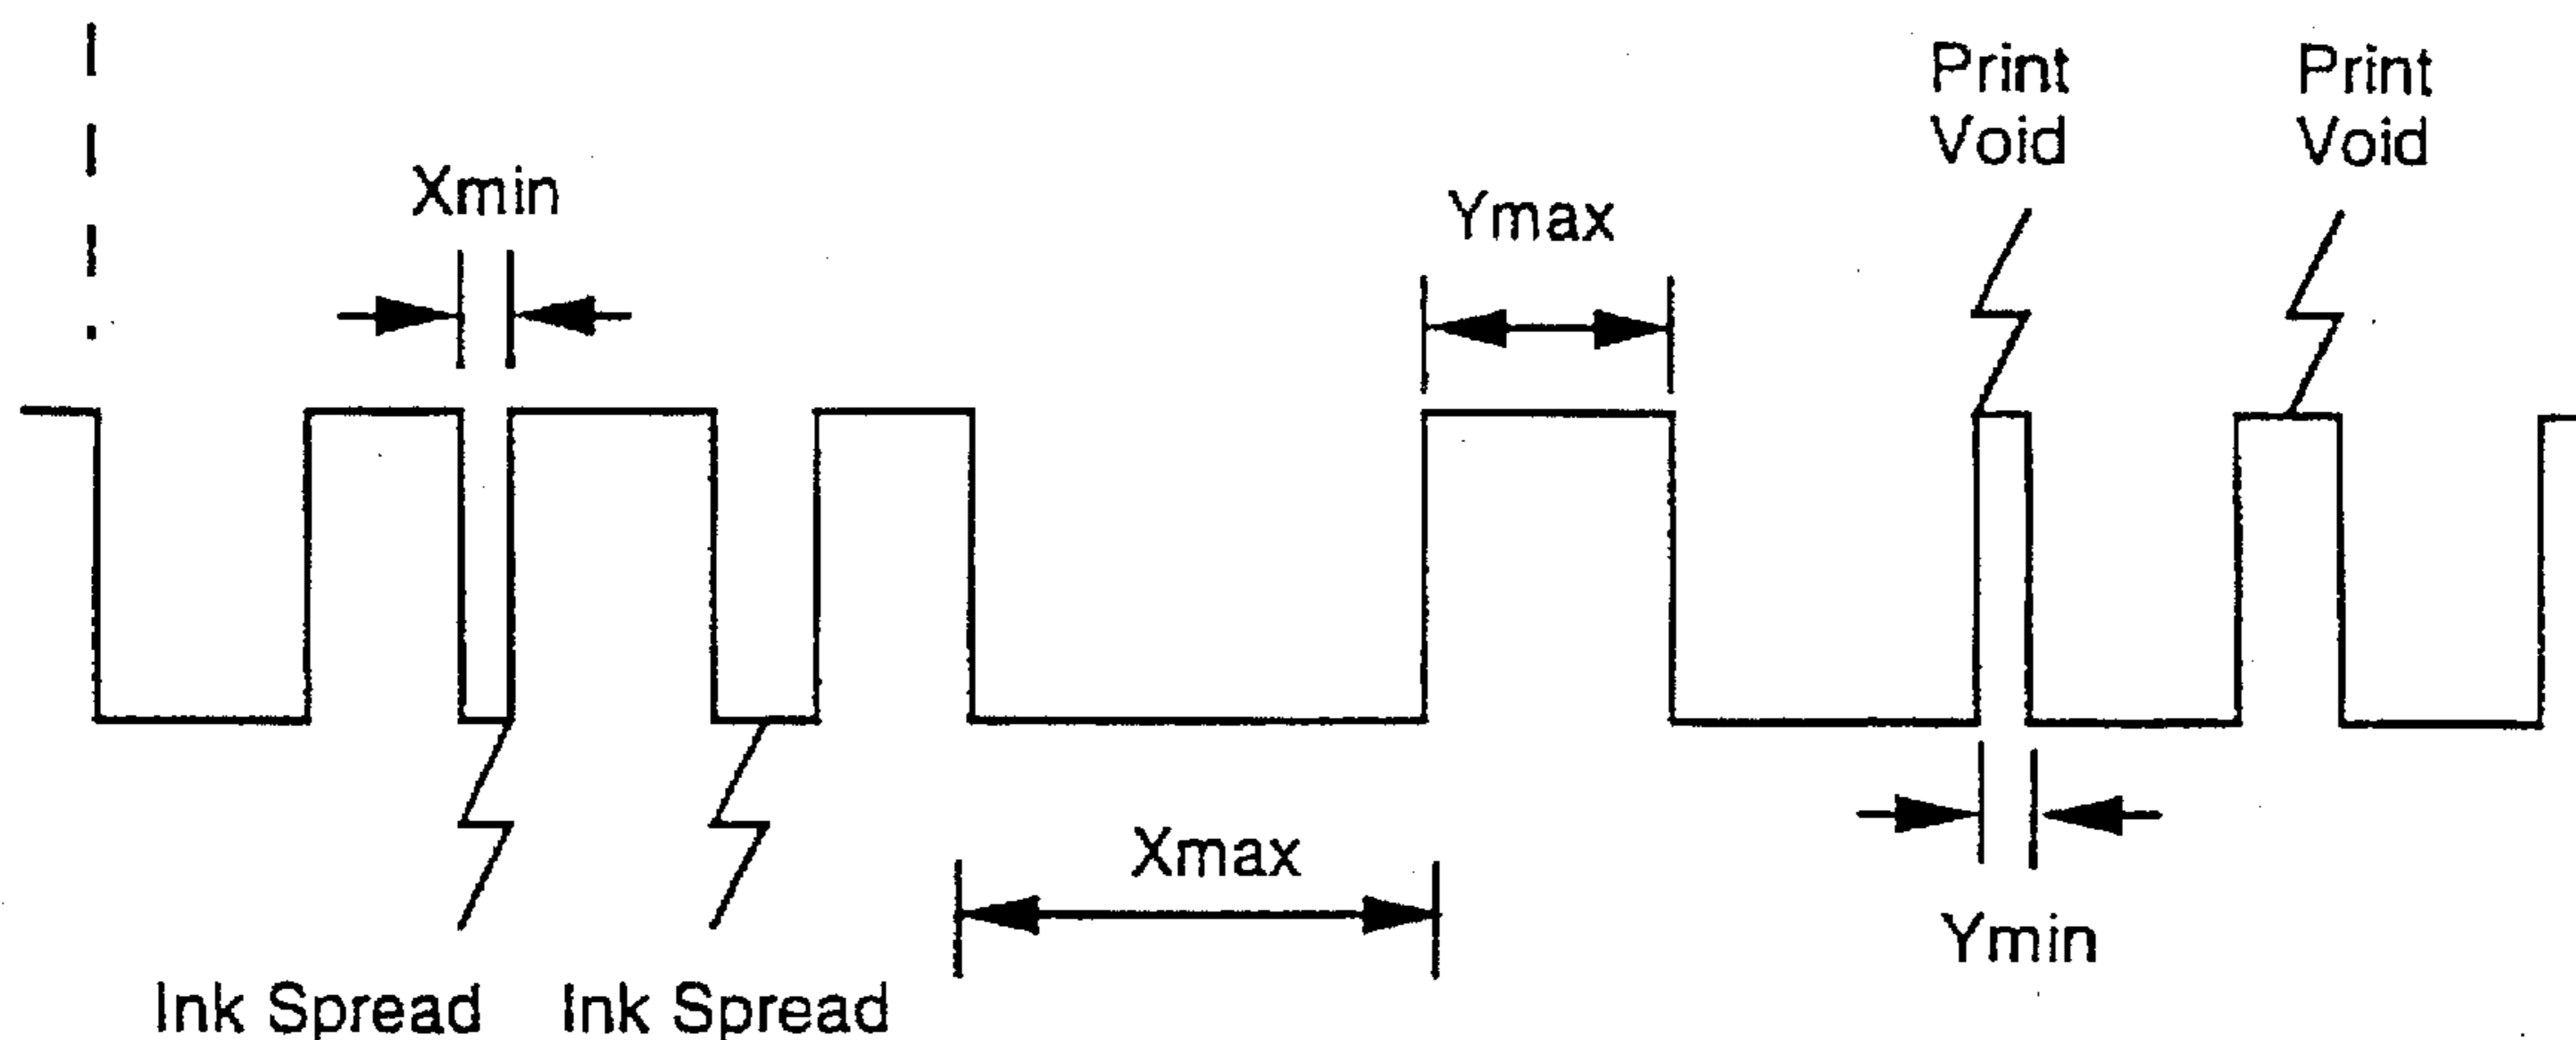 Print
Void
Print
Void
Xmin
Ymax
Xmax
Ymin
Ink Spread
Ink Spread